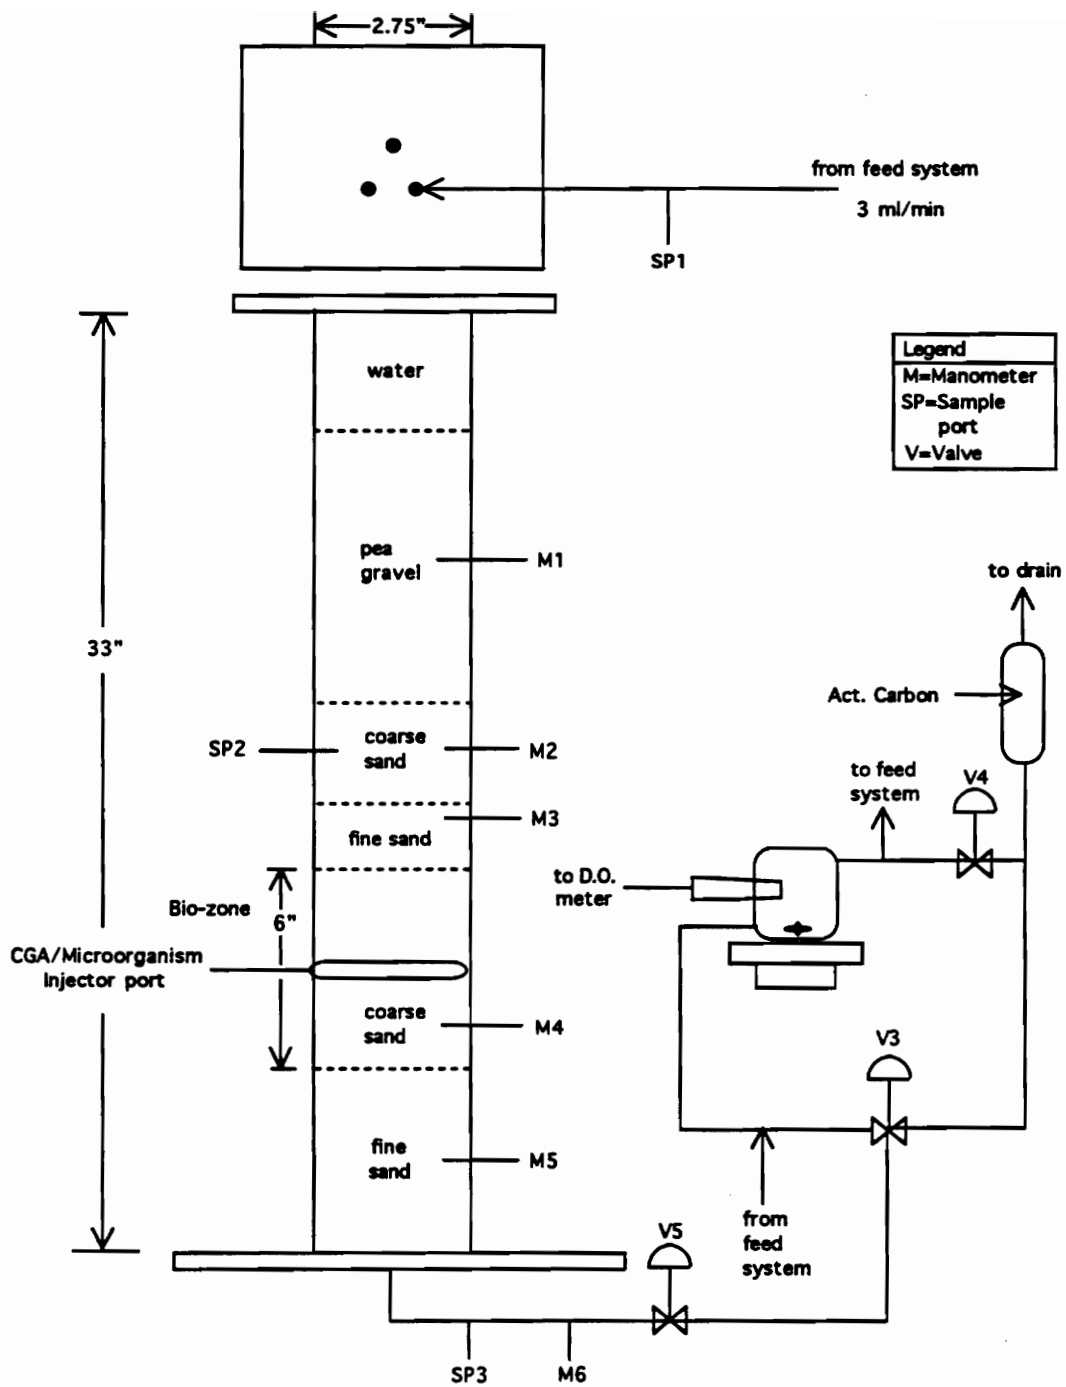 2.75"
from feed system
3 ml/min
SP1
water
Legend
M=Manometer
SP=Sample
port
V=Valve
pea
gravel
M1
to drain
33"
Act. Carbon
SP2
coarse
sand
M2
to feed
system
V4
M3
fine sand
to D.O.
meter
Bio-zone
6"
CGA/Microorganism
Injector port
coarse
sand
M4
V3
fine
sand
M5
from
feed
system
V5
SP3
M6